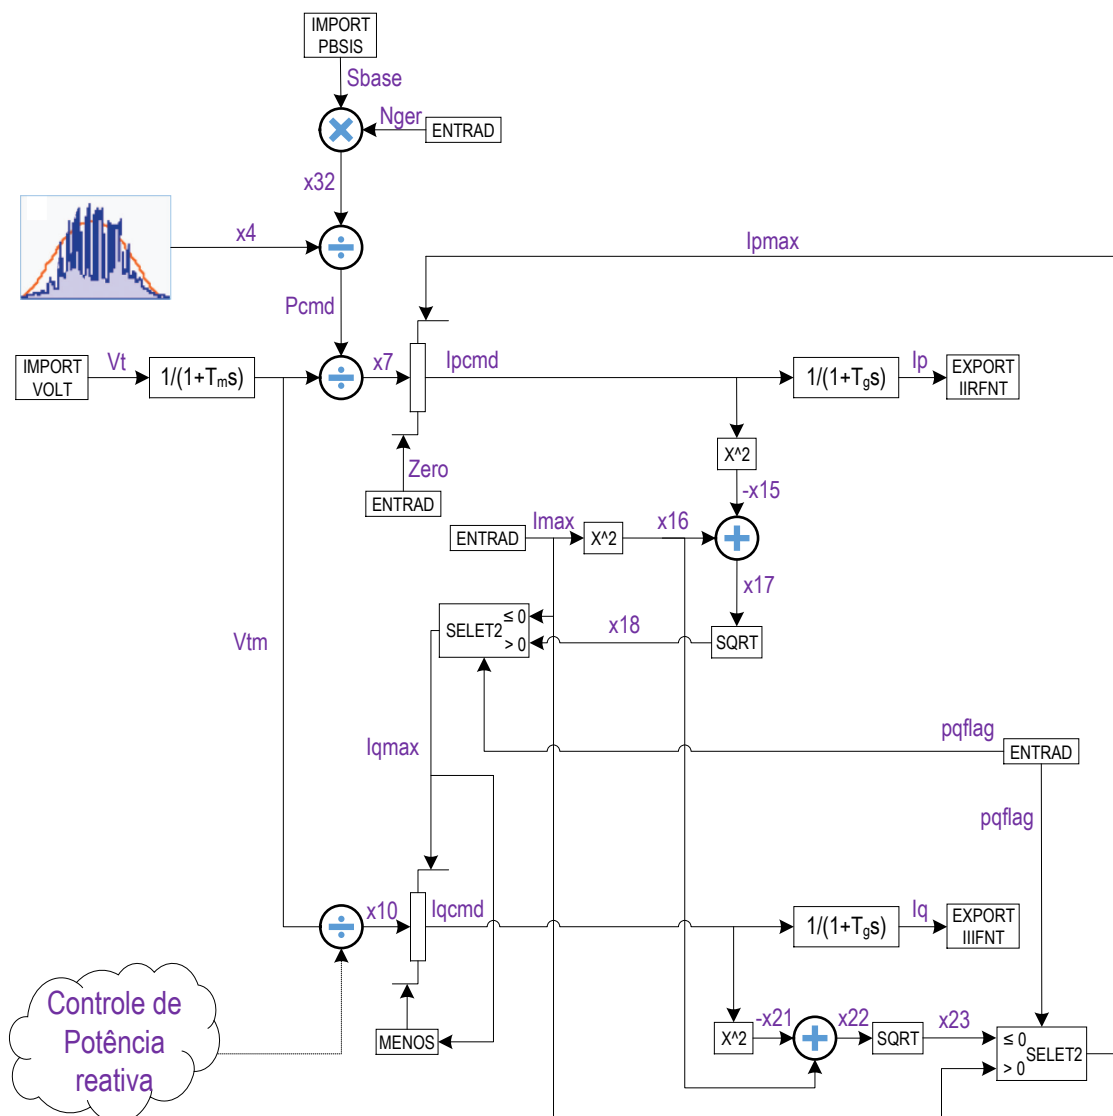 IMPORT
PBSIS
Sbase
Nger
ENTRAD
x32
x4
Ipmax
Pcmd
IMPORT
VOLT
Vt
1/(1+Tms)
x7
Ipcmd
1/(1+Tgs)
Ip
EXPORT
IIRFNT
X^2
Zero
ENTRAD
-x15
ENTRAD
Imax
X^2
x16
x17
SELET2
≤ 0
> 0
x18
SQRT
Vtm
Iqmax
pqflag
ENTRAD
pqflag
x10
Iqcmd
1/(1+Tgs)
Iq
EXPORT
IIIFNT
Controle de
Potência
reativa
MENOS
X^2
-x21
x22
SQRT
x23
≤ 0
> 0
SELET2